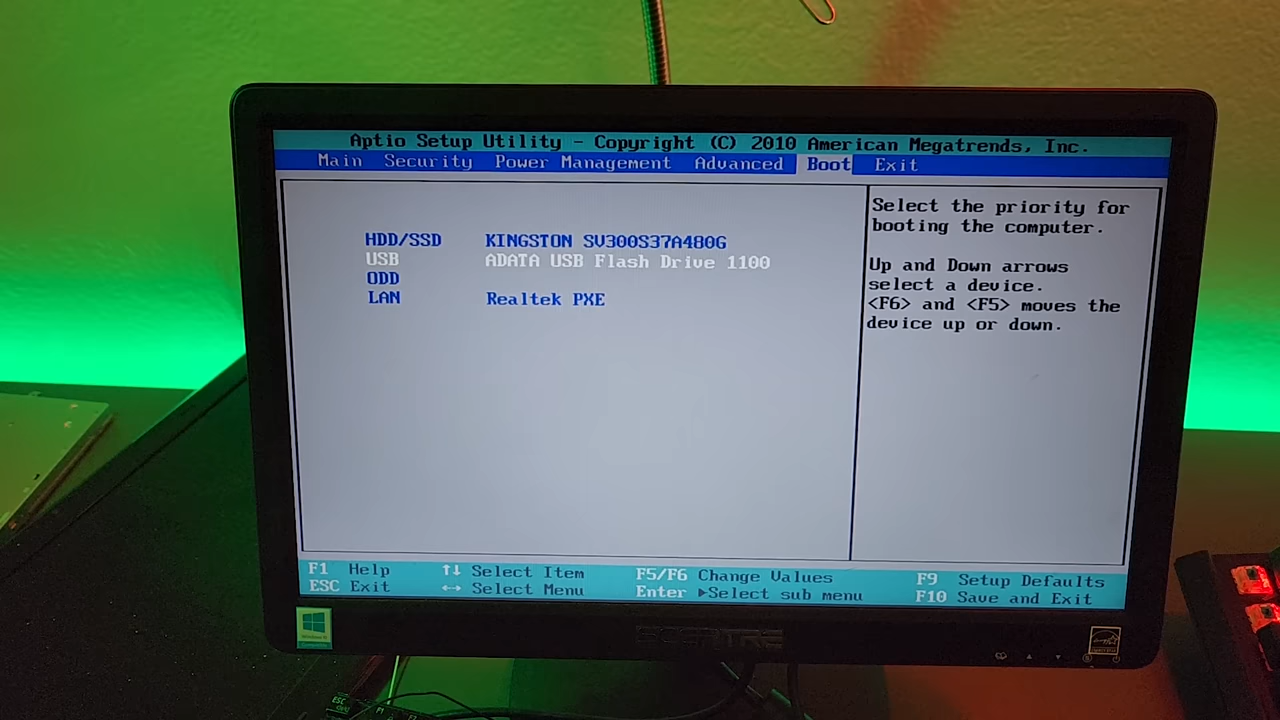 Aptio Setup Utility - Copyright (C) 2010 American Megatrends, Inc.
Main Security Power Management Advanced Boot Exit
HDD/SSD KINGSTON SV300S37A480G
USB ADATA USB Flash Drive 1100
ODD
LAN Realtek PXE
Select the priority for
booting the computer.
Up and Down arrows
select a device.
<F6> and <F5> moves the
device up or down.
F1 Help ↑↓ Select Item F5/F6 Change Values F9 Setup Defaults
ESC Exit ↔ Select Menu Enter ▶Select sub menu F10 Save and Exit
SCEPTRE
ESC